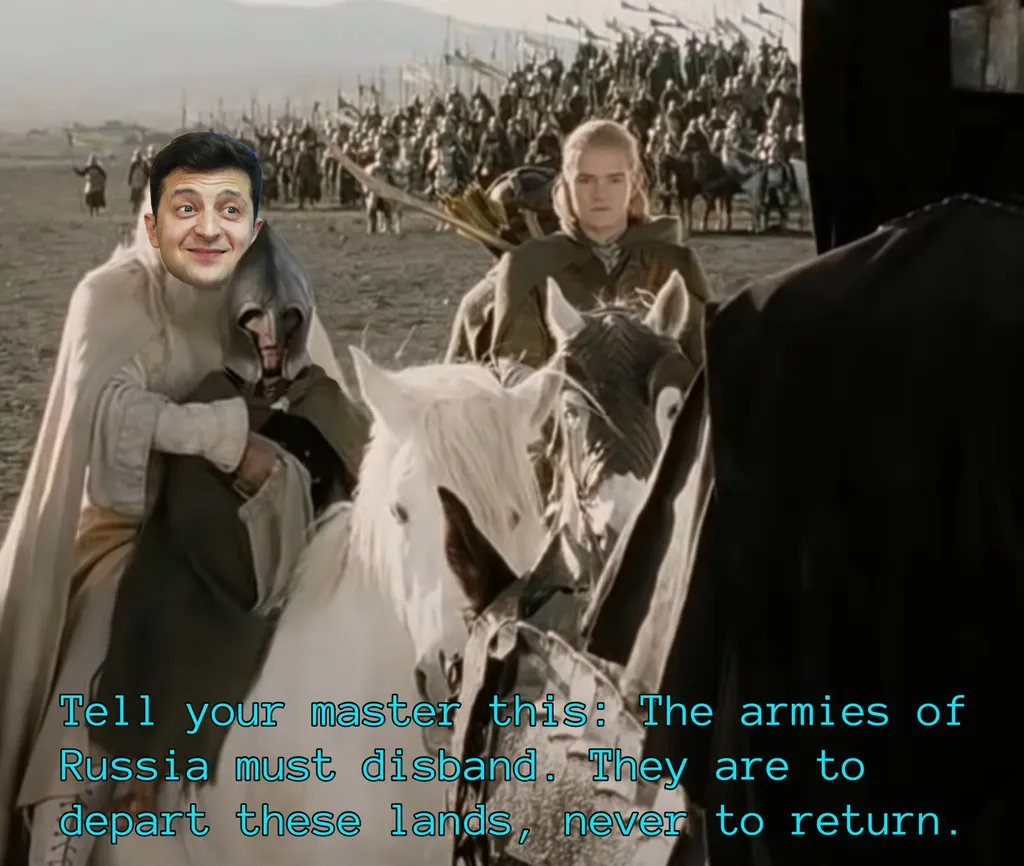 Tell your master this: The armies of
Russia must disband. They are to
depart these lands, never to return.